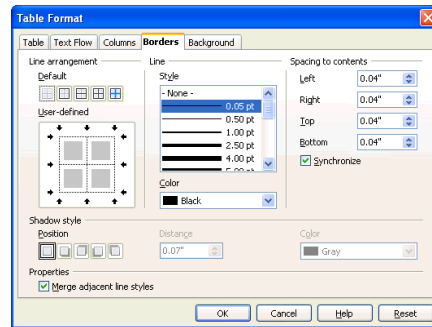 Table Format
Table Text Flow Columns Borders Background
Line arrangement
Default
User-defined
Line
Style
- None -
0.05 pt
0.50 pt
1.00 pt
2.50 pt
4.00 pt
5.00 pt
Color
Black
Spacing to contents
Left 0.04"
Right 0.04"
Top 0.04"
Bottom 0.04"
Synchronize
Shadow style
Position
Distance
0.07"
Color
Gray
Properties
Merge adjacent line styles
OK Cancel Help Reset